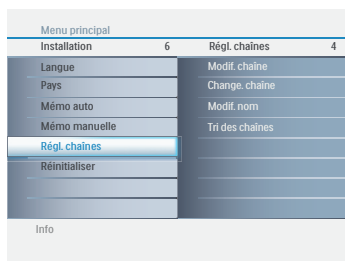 Menu principal
Installation 6 Régl. chaînes 4
Langue Modif. chaîne
Pays Change. chaîne
Mémo auto Modif. nom
Mémo manuelle Tri des chaînes
Régl. chaînes
Réinitialiser
Info